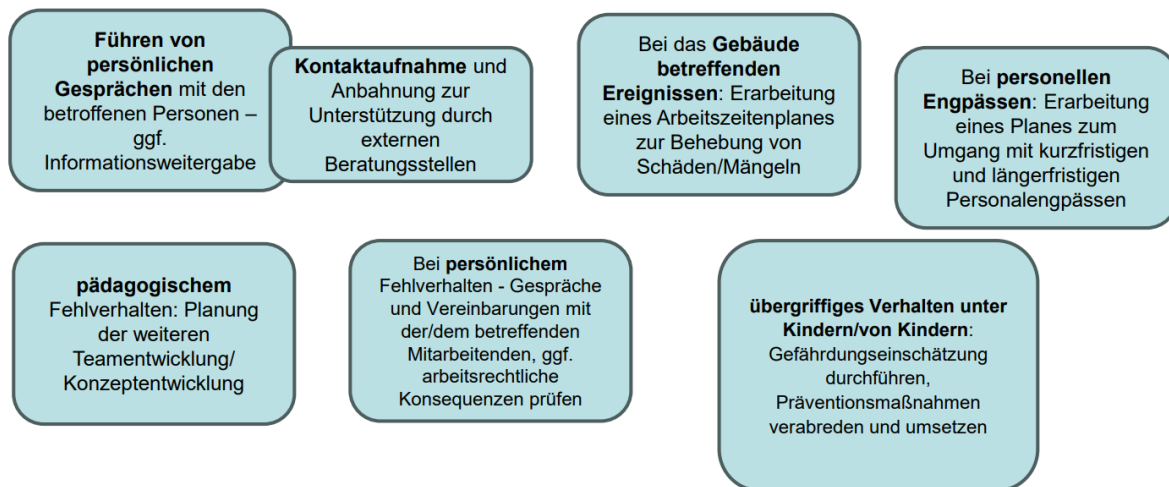 Führen von
persönlichen
Gesprächen mit den
betroffenen Personen –
ggf.
Informationsweitergabe
Kontaktaufnahme und
Anbahnung zur
Unterstützung durch
externen
Beratungsstellen
Bei das Gebäude
betreffenden
Ereignissen: Erarbeitung
eines Arbeitszeitenplanes
zur Behebung von
Schäden/Mängeln
Bei personellen
Engpässen: Erarbeitung
eines Planes zum
Umgang mit kurzfristigen
und längerfristigen
Personalengpässen
pädagogischem
Fehlverhalten: Planung
der weiteren
Teamentwicklung/
Konzeptentwicklung
Bei persönlichem
Fehlverhalten - Gespräche
und Vereinbarungen mit
der/dem betreffenden
Mitarbeitenden, ggf.
arbeitsrechtliche
Konsequenzen prüfen
übergriffiges Verhalten unter
Kindern/von Kindern:
Gefährdungseinschätzung
durchführen,
Präventionsmaßnahmen
verabreden und umsetzen